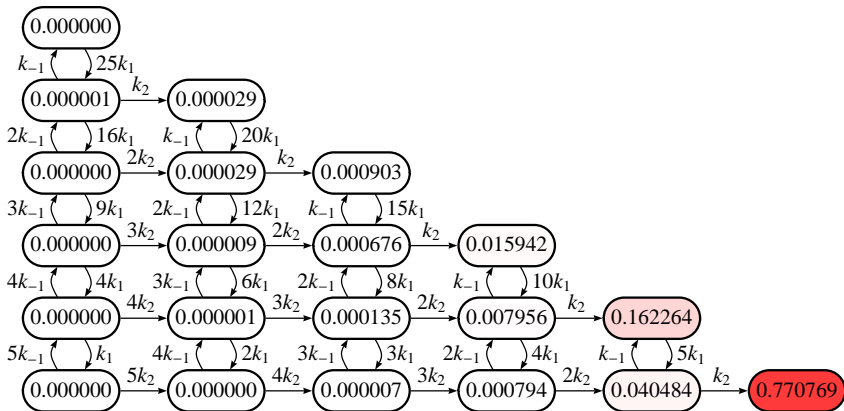 0.000000
k₋₁ 25k₁
k₂
0.000001 0.000029
2k₋₁ 16k₁ k₋₁ 20k₁
2k₂ k₂
0.000000 0.000029 0.000903
3k₋₁ 9k₁ 2k₋₁ 12k₁ k₋₁ 15k₁
3k₂ 2k₂ k₂
0.000000 0.000009 0.000676 0.015942
4k₋₁ 4k₁ 3k₋₁ 6k₁ 2k₋₁ 8k₁ k₋₁ 10k₁
4k₂ 3k₂ 2k₂ k₂
0.000000 0.000001 0.000135 0.007956 0.162264
5k₋₁ k₁ 4k₋₁ 2k₁ 3k₋₁ 3k₁ 2k₋₁ 4k₁ k₋₁ 5k₁
5k₂ 4k₂ 3k₂ 2k₂ k₂
0.000000 0.000000 0.000007 0.000794 0.040484 0.770769